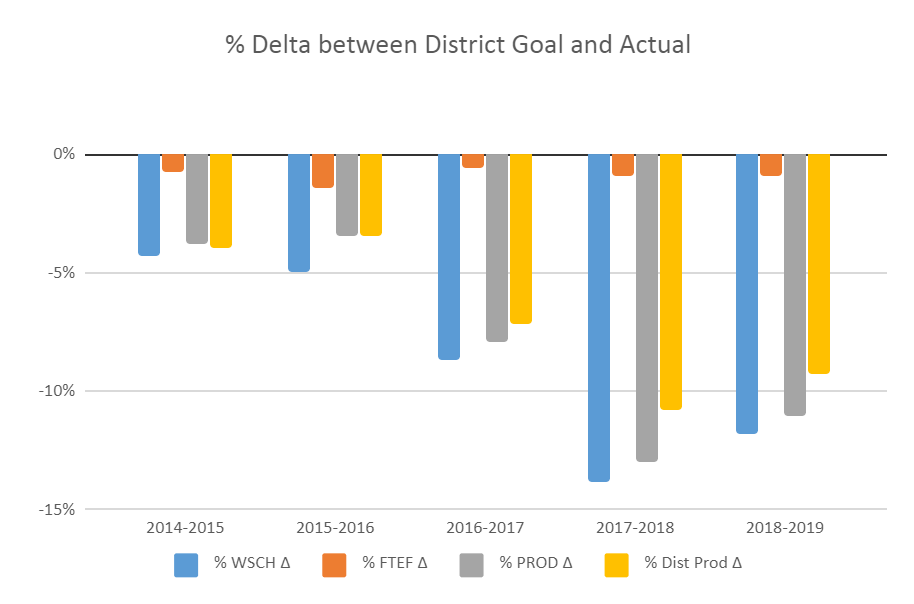 % Delta between District Goal and Actual
0%
-5%
-10%
-15%
2014-2015 2015-2016 2016-2017 2017-2018 2018-2019
% WSCH Δ % FTEF Δ % PROD Δ % Dist Prod Δ